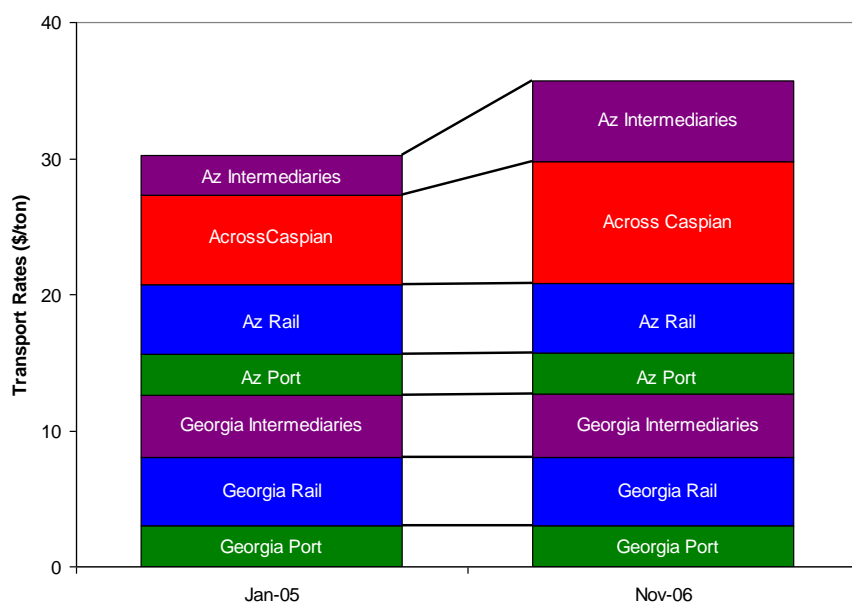 40
30
20
10
0
Transport Rates ($/ton)
Az Intermediaries
AcrossCaspian
Az Rail
Az Port
Georgia Intermediaries
Georgia Rail
Georgia Port
Az Intermediaries
Across Caspian
Az Rail
Az Port
Georgia Intermediaries
Georgia Rail
Georgia Port
Jan-05
Nov-06